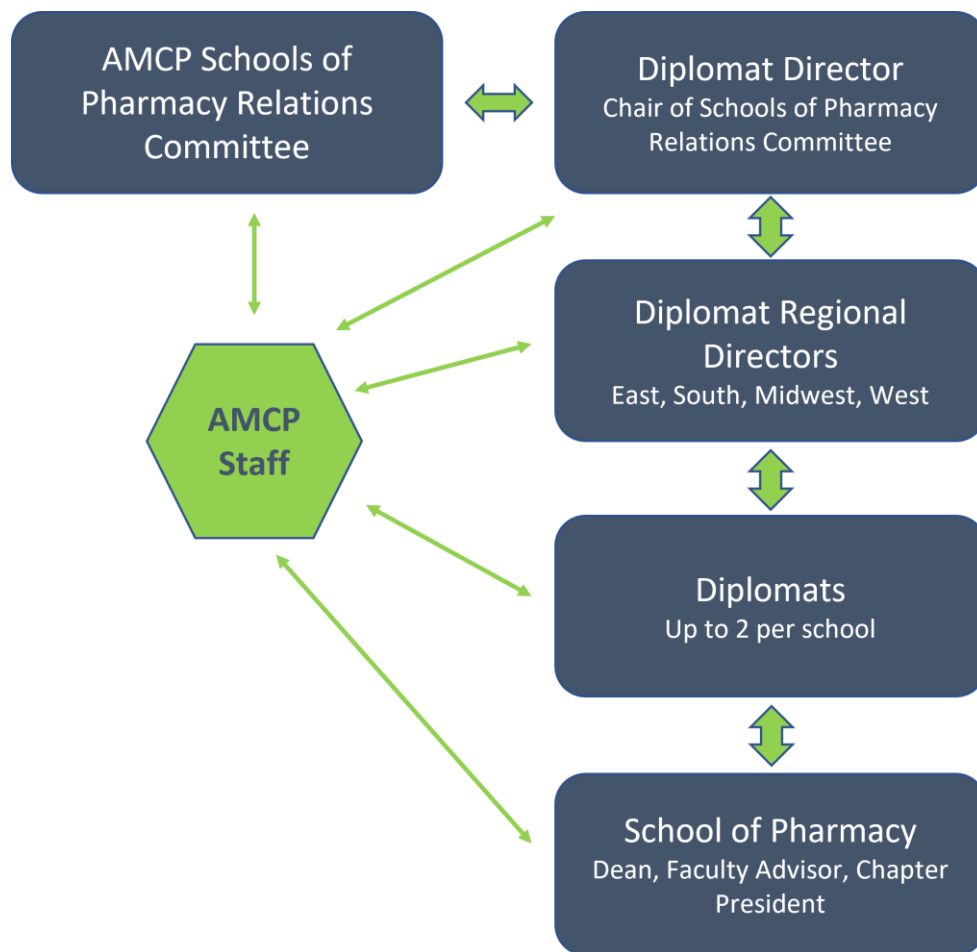 AMCP Schools of
Pharmacy Relations
Committee
Diplomat Director
Chair of Schools of Pharmacy
Relations Committee
Diplomat Regional
Directors
East, South, Midwest, West
AMCP
Staff
Diplomats
Up to 2 per school
School of Pharmacy
Dean, Faculty Advisor, Chapter
President